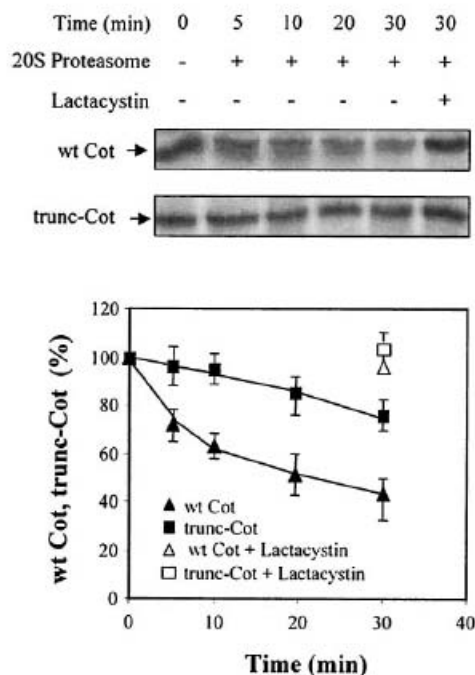 Time (min) 0 5 10 20 30 30
20S Proteasome - + + + + +
Lactacystin - - - - - +
wt Cot
trunc-Cot
wt Cot, trunc-Cot (%)
120
100
80
60
40
20
0
▲ wt Cot
■ trunc-Cot
△ wt Cot + Lactacystin
□ trunc-Cot + Lactacystin
0 10 20 30 40
Time (min)